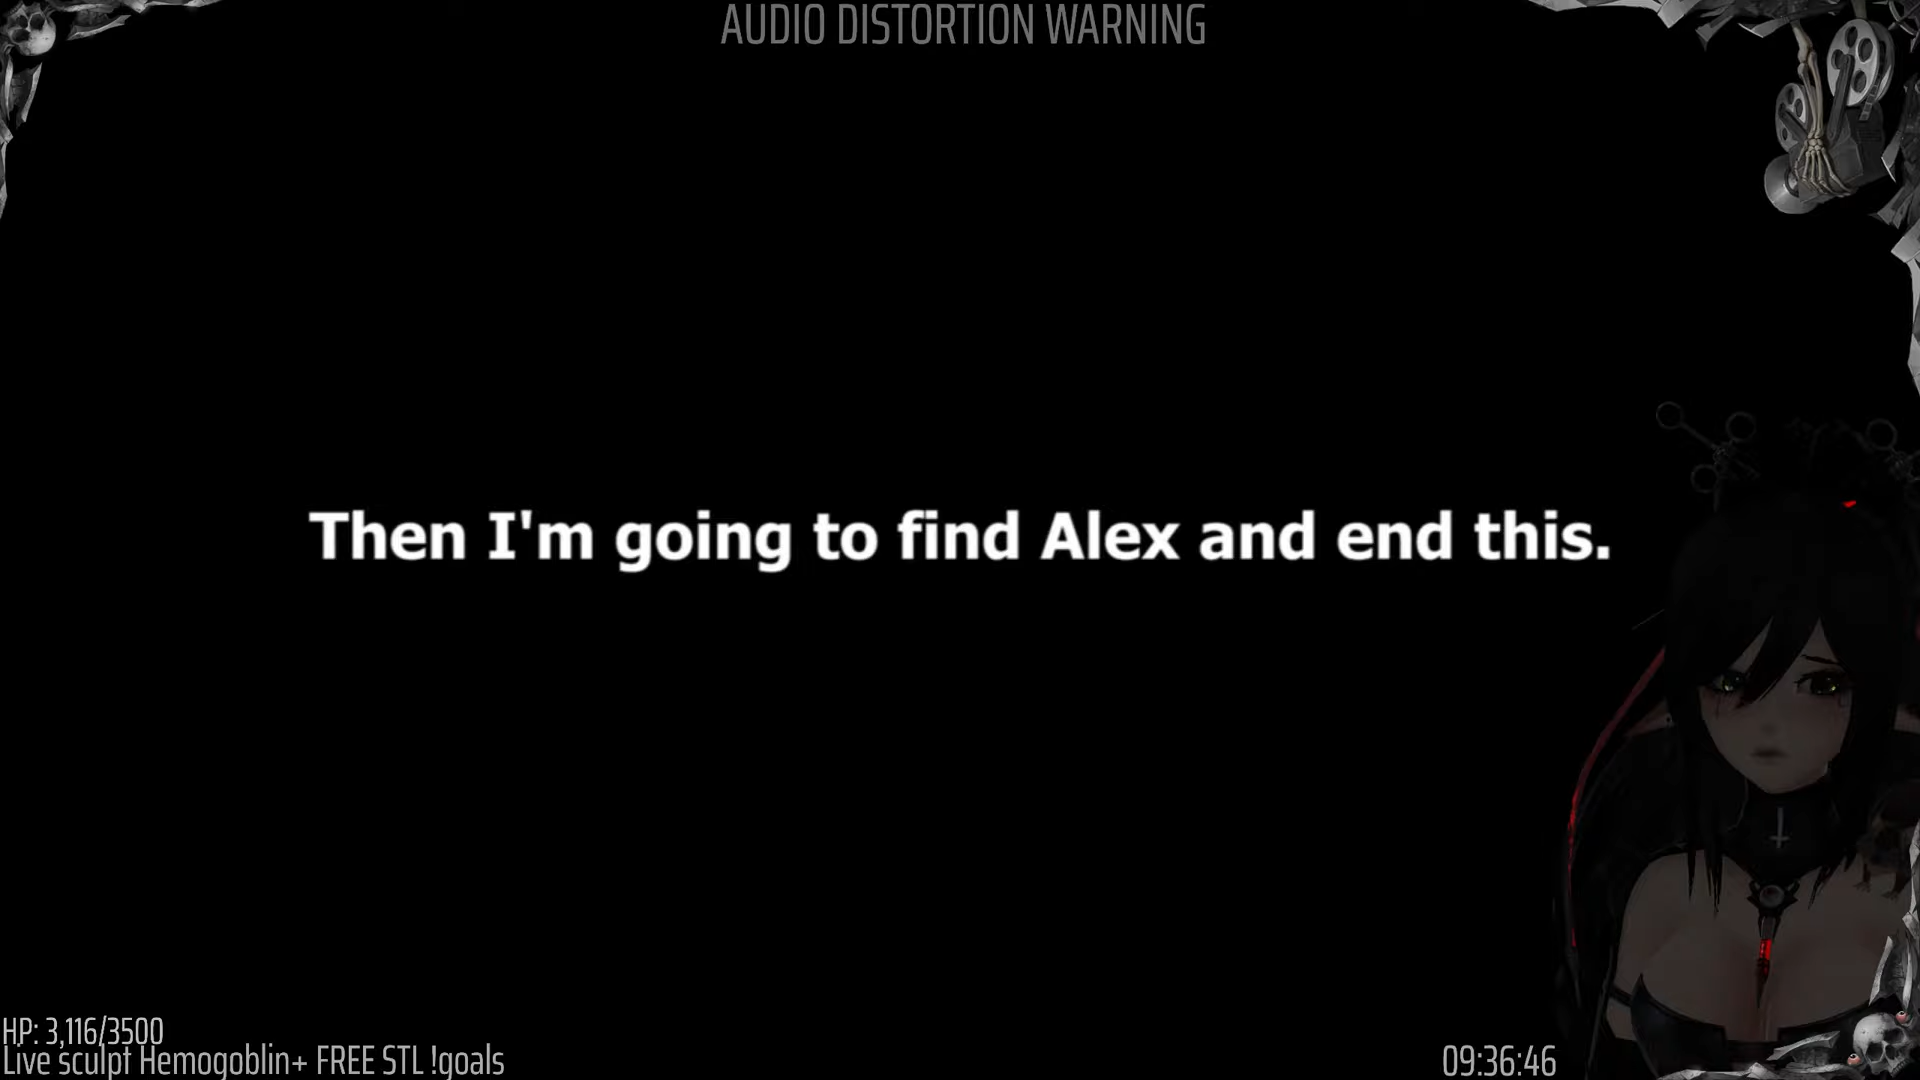 AUDIO DISTORTION WARNING
Then I'm going to find Alex and end this.
HP: 3,116/3500
Live sculpt Hemogoblin+ FREE STL !goals
09:36:46